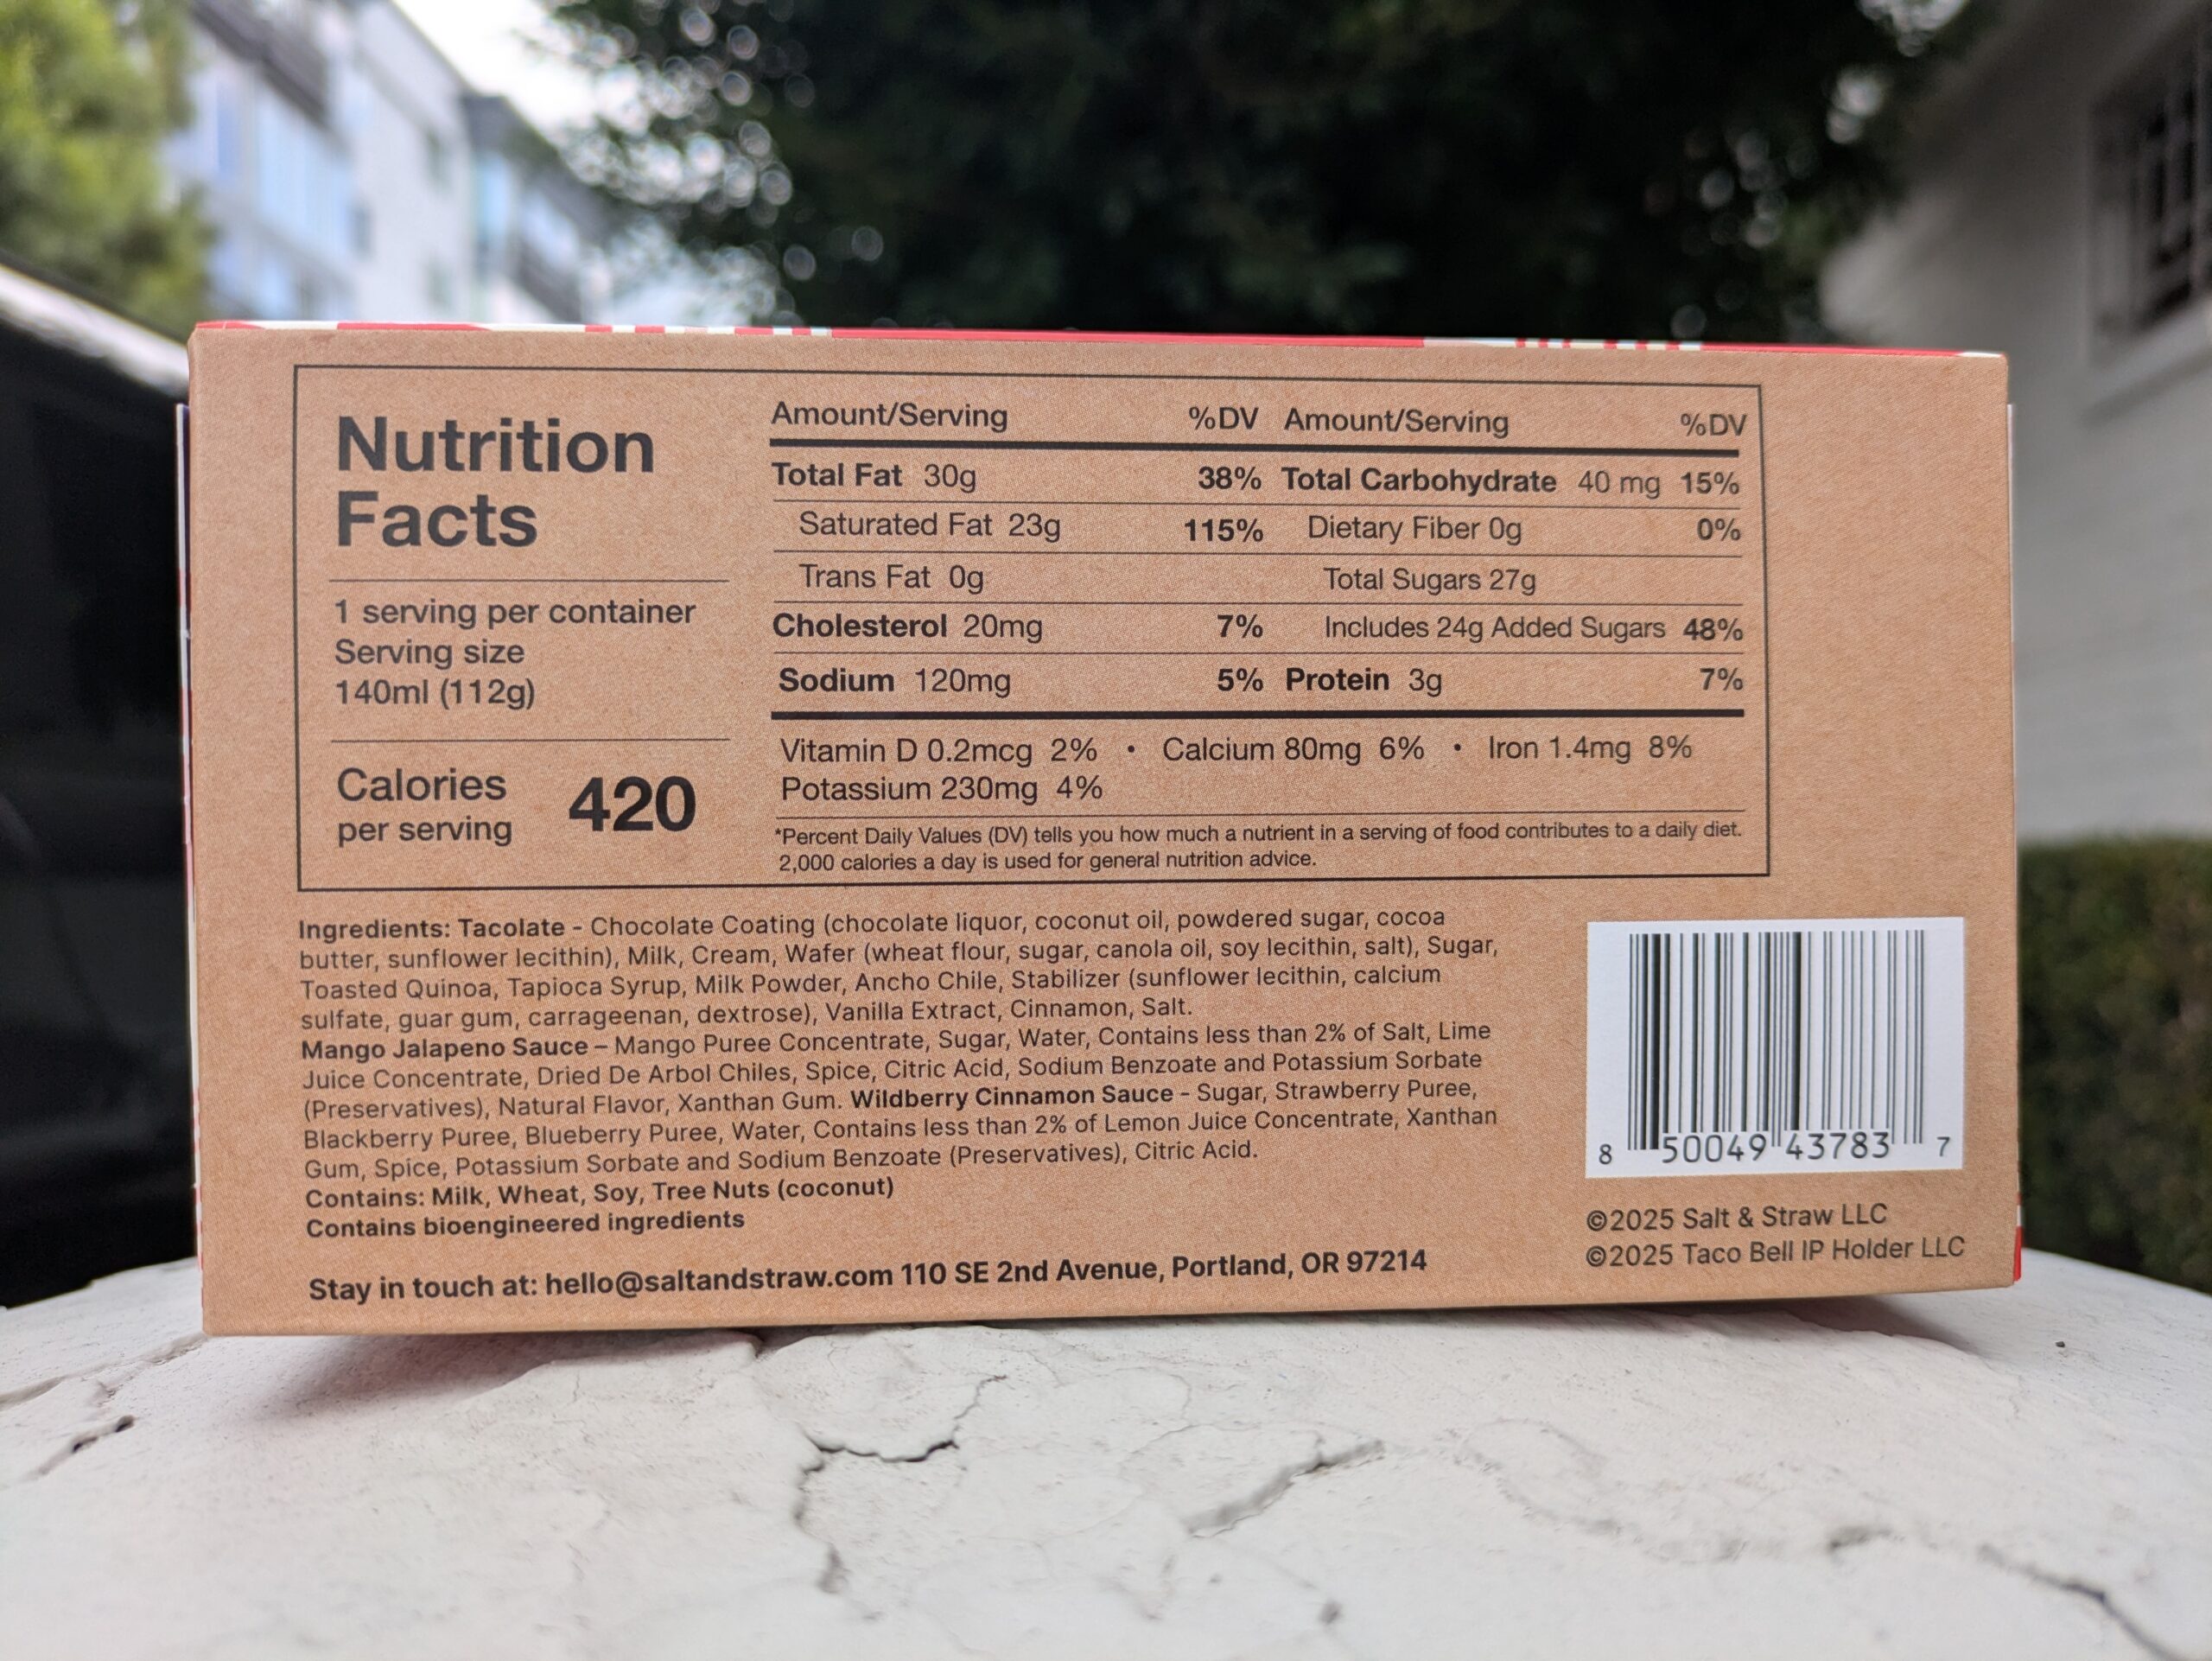 Nutrition
Facts
1 serving per container
Serving size
140ml (112g)
Calories
per serving 420
Amount/Serving %DV Amount/Serving %DV
Total Fat 30g 38% Total Carbohydrate 40 mg 15%
Saturated Fat 23g 115% Dietary Fiber 0g 0%
Trans Fat 0g Total Sugars 27g
Cholesterol 20mg 7% Includes 24g Added Sugars 48%
Sodium 120mg 5% Protein 3g 7%
Vitamin D 0.2mcg 2% • Calcium 80mg 6% • Iron 1.4mg 8%
Potassium 230mg 4%
*Percent Daily Values (DV) tells you how much a nutrient in a serving of food contributes to a daily diet.
2,000 calories a day is used for general nutrition advice.
Ingredients: Tacolate - Chocolate Coating (chocolate liquor, coconut oil, powdered sugar, cocoa
butter, sunflower lecithin), Milk, Cream, Wafer (wheat flour, sugar, canola oil, soy lecithin, salt), Sugar,
Toasted Quinoa, Tapioca Syrup, Milk Powder, Ancho Chile, Stabilizer (sunflower lecithin, calcium
sulfate, guar gum, carrageenan, dextrose), Vanilla Extract, Cinnamon, Salt.
Mango Jalapeno Sauce – Mango Puree Concentrate, Sugar, Water, Contains less than 2% of Salt, Lime
Juice Concentrate, Dried De Arbol Chiles, Spice, Citric Acid, Sodium Benzoate and Potassium Sorbate
(Preservatives), Natural Flavor, Xanthan Gum. Wildberry Cinnamon Sauce - Sugar, Strawberry Puree,
Blackberry Puree, Blueberry Puree, Water, Contains less than 2% of Lemon Juice Concentrate, Xanthan
Gum, Spice, Potassium Sorbate and Sodium Benzoate (Preservatives), Citric Acid.
Contains: Milk, Wheat, Soy, Tree Nuts (coconut)
Contains bioengineered ingredients
Stay in touch at: hello@saltandstraw.com 110 SE 2nd Avenue, Portland, OR 97214
8 50049 43783 7
©2025 Salt & Straw LLC
©2025 Taco Bell IP Holder LLC